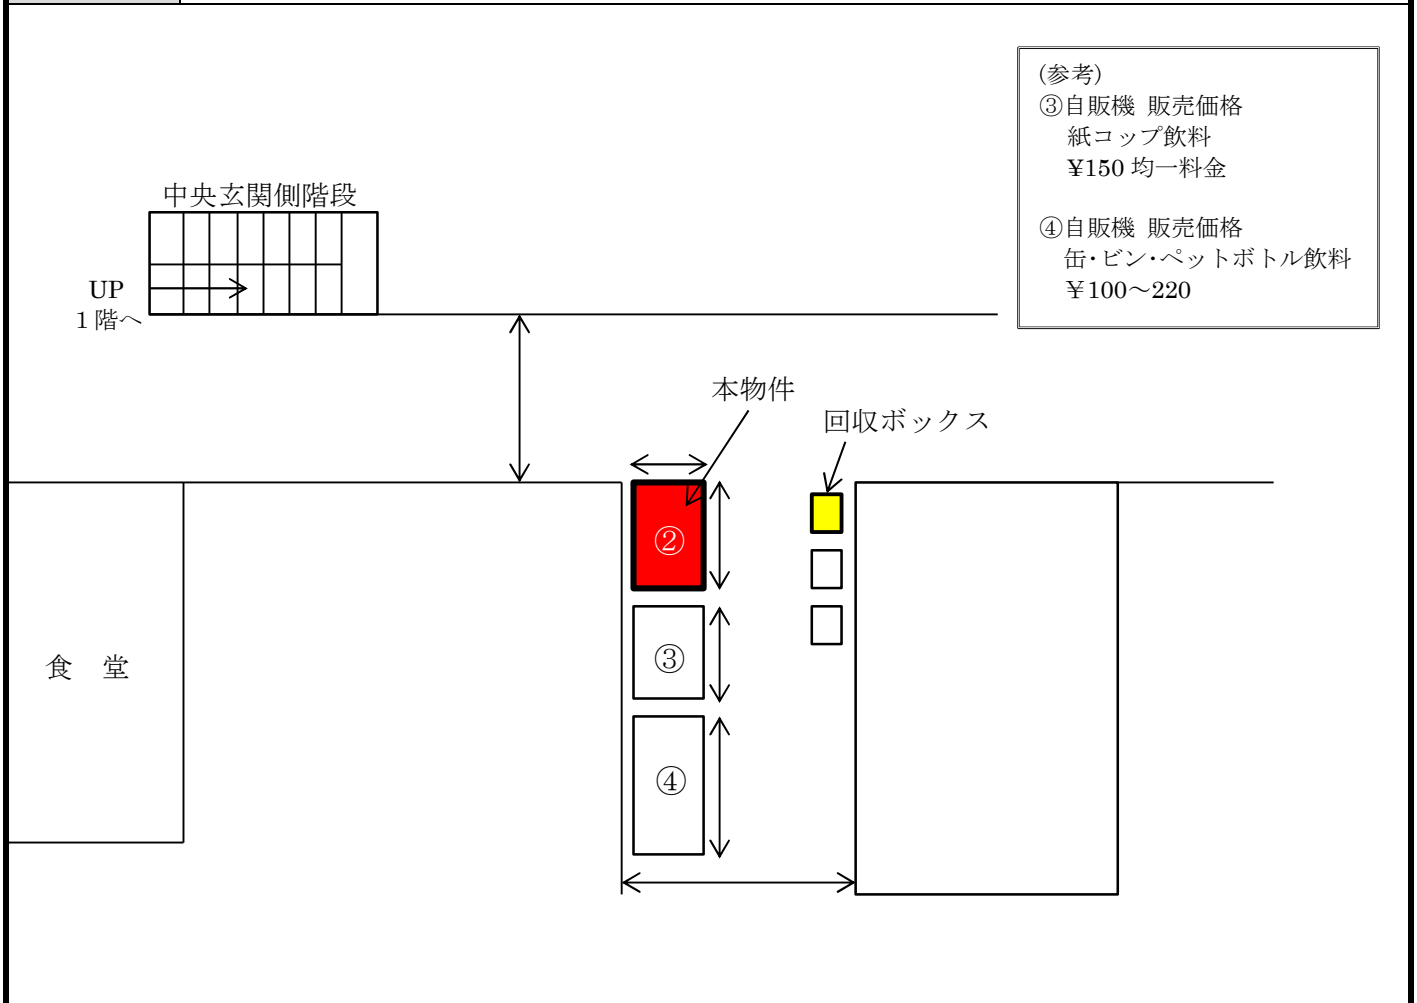 (参考)
③自販機 販売価格
紙コップ飲料
¥150 均一料金
④自販機 販売価格
缶･ビン･ペットボトル飲料
￥100～220
中央玄関側階段
UP
１階へ
本物件
回収ボックス
②
③
④
食 堂